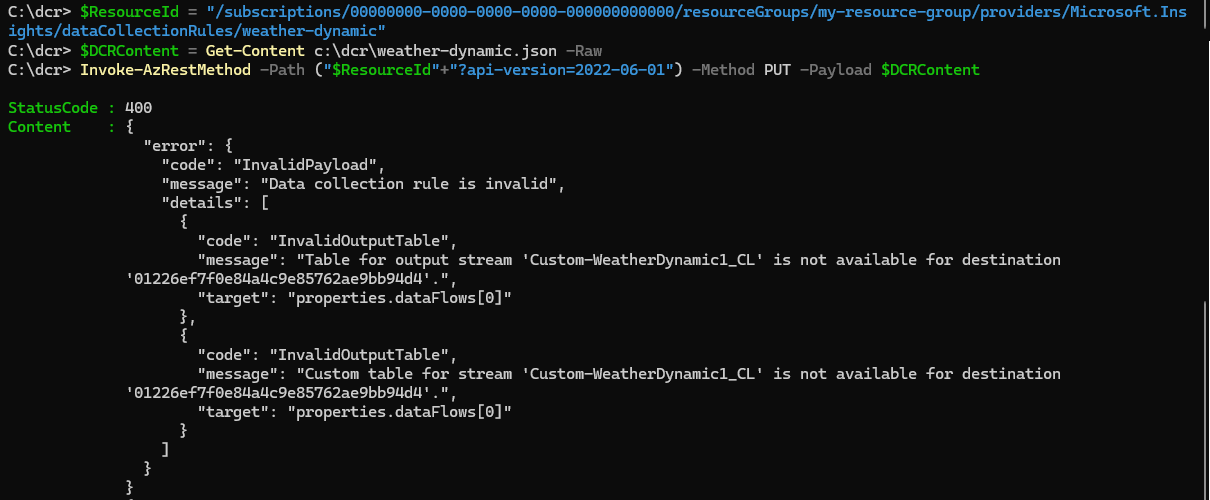 C:\dcr> $ResourceId = "/subscriptions/00000000-0000-0000-0000-000000000000/resourceGroups/my-resource-group/providers/Microsoft.Ins
ights/dataCollectionRules/weather-dynamic"
C:\dcr> $DCRContent = Get-Content c:\dcr\weather-dynamic.json -Raw
C:\dcr> Invoke-AzRestMethod -Path ("$ResourceId"+"?api-version=2022-06-01") -Method PUT -Payload $DCRContent
StatusCode : 400
Content    : {
"error": {
"code": "InvalidPayload",
"message": "Data collection rule is invalid",
"details": [
{
"code": "InvalidOutputTable",
"message": "Table for output stream 'Custom-WeatherDynamic1_CL' is not available for destination
'01226ef7f0e84a4c9e85762ae9bb94d4'.",
"target": "properties.dataFlows[0]"
},
{
"code": "InvalidOutputTable",
"message": "Custom table for stream 'Custom-WeatherDynamic1_CL' is not available for destination
'01226ef7f0e84a4c9e85762ae9bb94d4'.",
"target": "properties.dataFlows[0]"
}
]
}
}